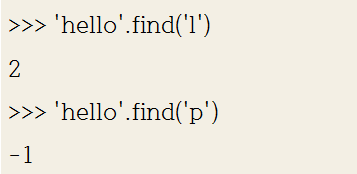 >>> 'hello'.find('l')
2
>>> 'hello'.find('p')
-1